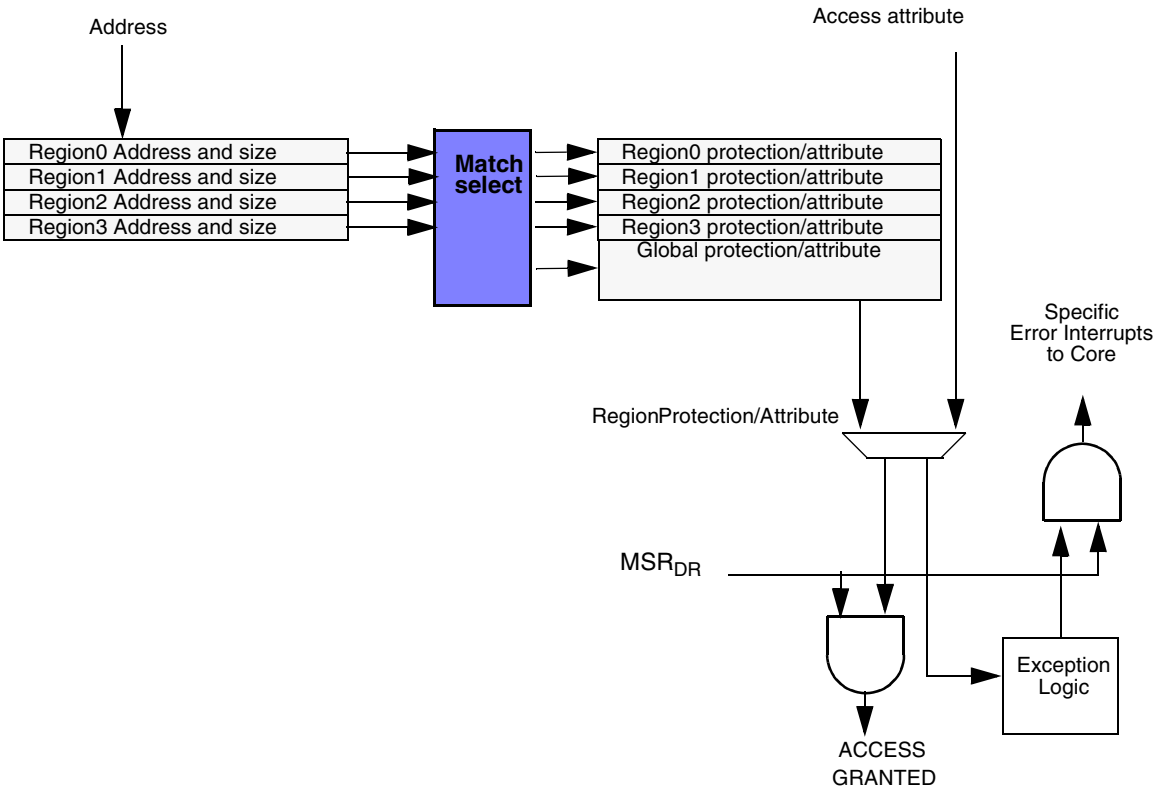 Access attribute
Address
Region0 Address and size
Region1 Address and size
Region2 Address and size
Region3 Address and size
Match
select
Region0 protection/attribute
Region1 protection/attribute
Region2 protection/attribute
Region3 protection/attribute
Global protection/attribute
Specific
Error Interrupts
to Core
RegionProtection/Attribute
MSRDR
Exception
Logic
ACCESS
GRANTED